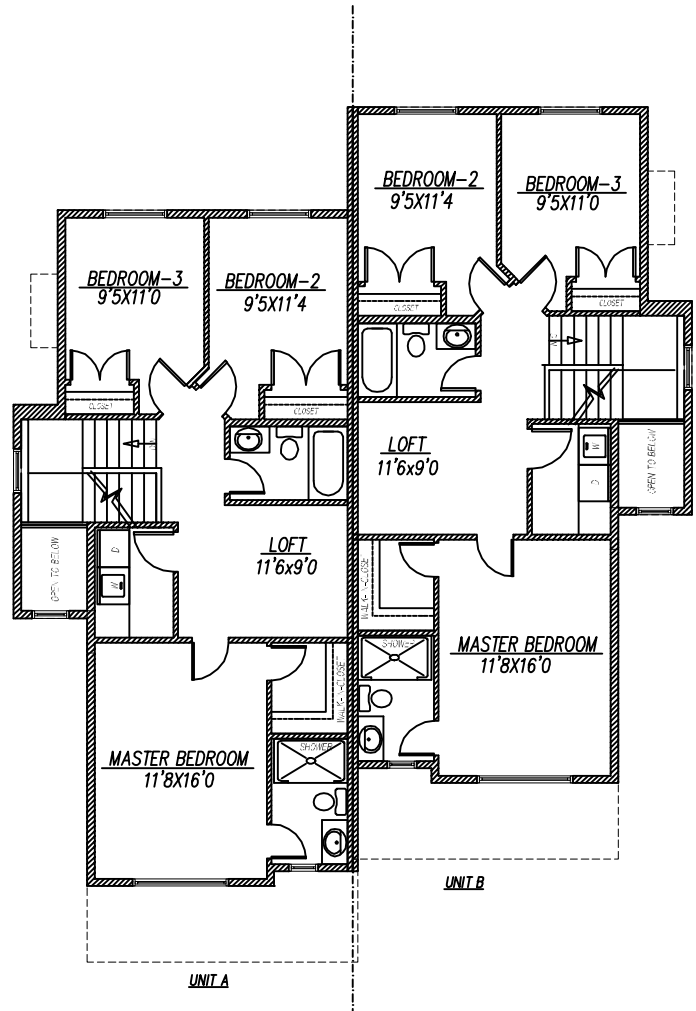 BEDROOM-2
9'5X11'4
BEDROOM-3
9'5X11'0
CLOSET
CLOSET
UP
LOFT
11'6x9'0
W
D
OPEN TO BELOW
WALK-IN-CLOSE
SHOWER
MASTER BEDROOM
11'8X16'0
UNIT B
BEDROOM-3
9'5X11'0
BEDROOM-2
9'5X11'4
CLOSET
CLOSET
UP
LOFT
11'6x9'0
D
W
OPEN TO BELOW
WALK-IN-CLOSET
SHOWER
MASTER BEDROOM
11'8X16'0
UNIT A